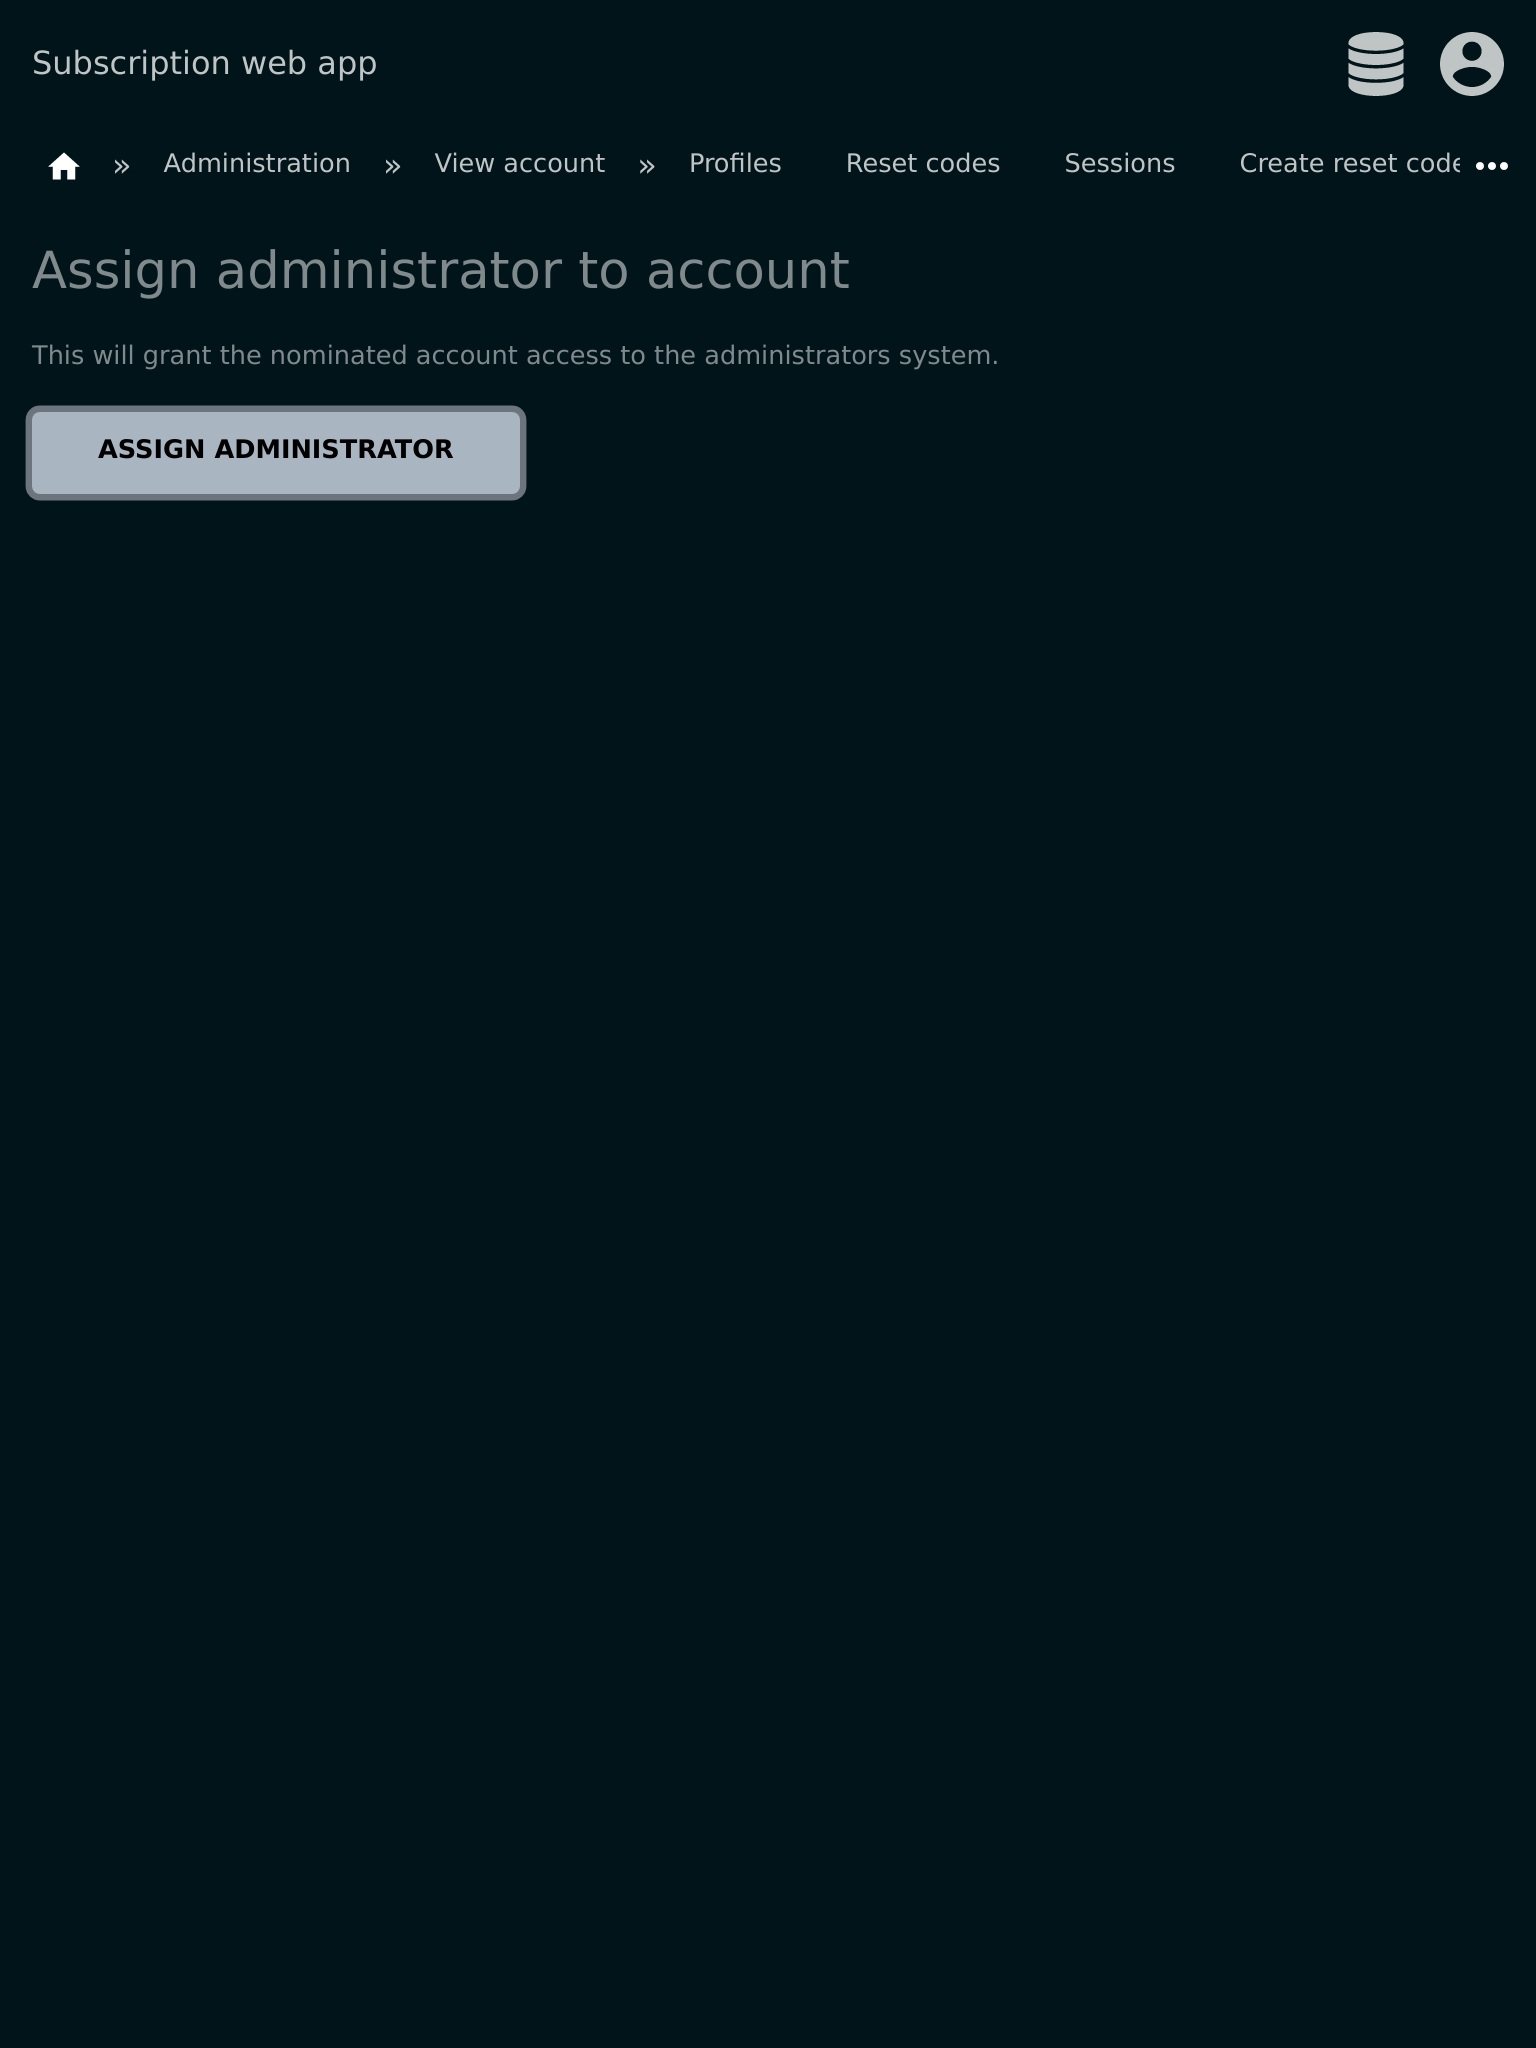 Subscription web app
» Administration » View account » Profiles Reset codes Sessions Create reset code
Assign administrator to account
This will grant the nominated account access to the administrators system.
ASSIGN ADMINISTRATOR